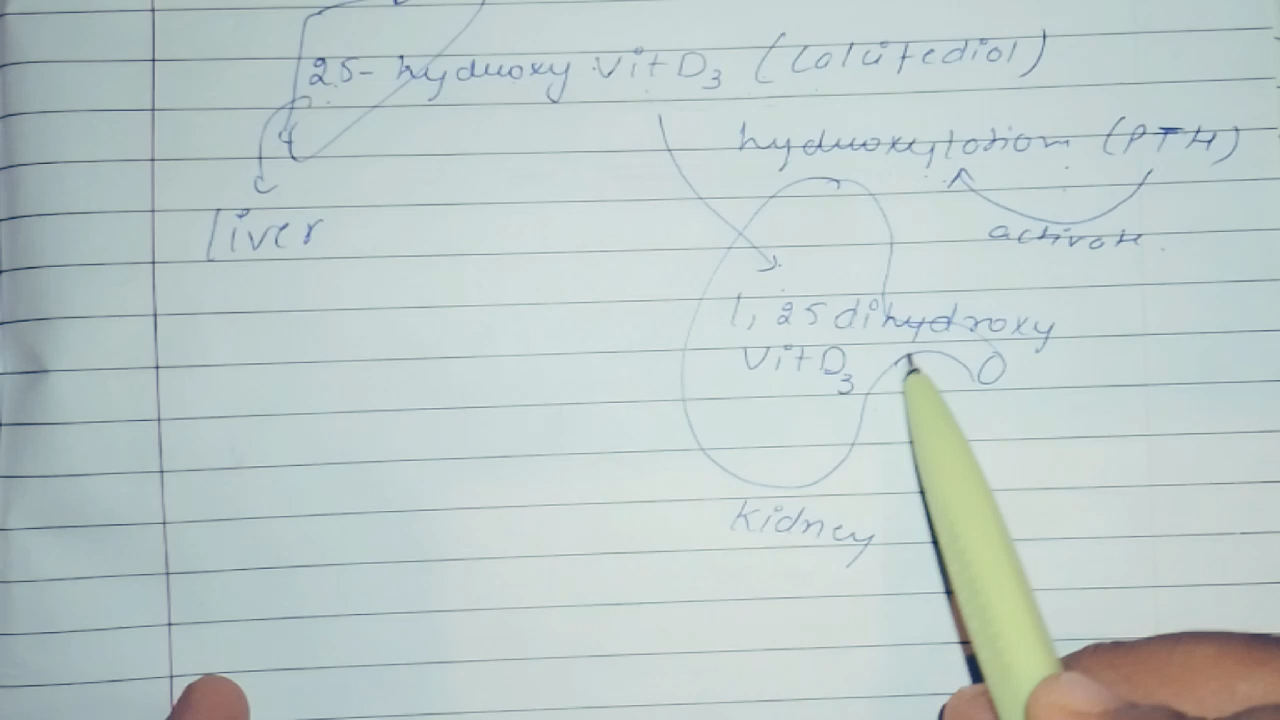 25- hydroxy Vit D3 (Calcifediol)
hydroxylation (PTH)
activate
liver
1, 25 dihydroxy
Vit D3
kidney